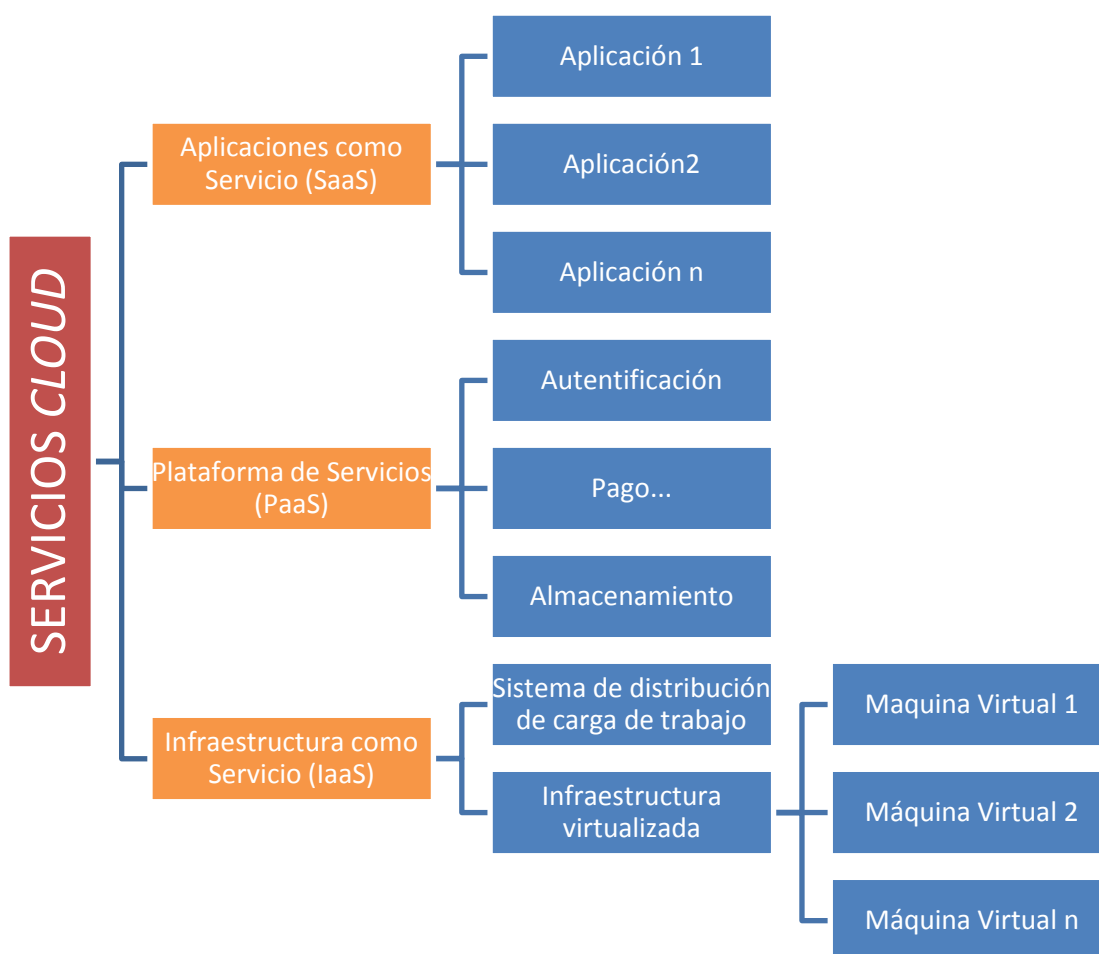 SERVICIOS CLOUD
Aplicaciones como
Servicio (SaaS)
Aplicación 1
Aplicación2
Aplicación n
Plataforma de Servicios
(PaaS)
Autentificación
Pago...
Almacenamiento
Infraestructura como
Servicio (IaaS)
Sistema de distribución
de carga de trabajo
Infraestructura
virtualizada
Maquina Virtual 1
Máquina Virtual 2
Máquina Virtual n